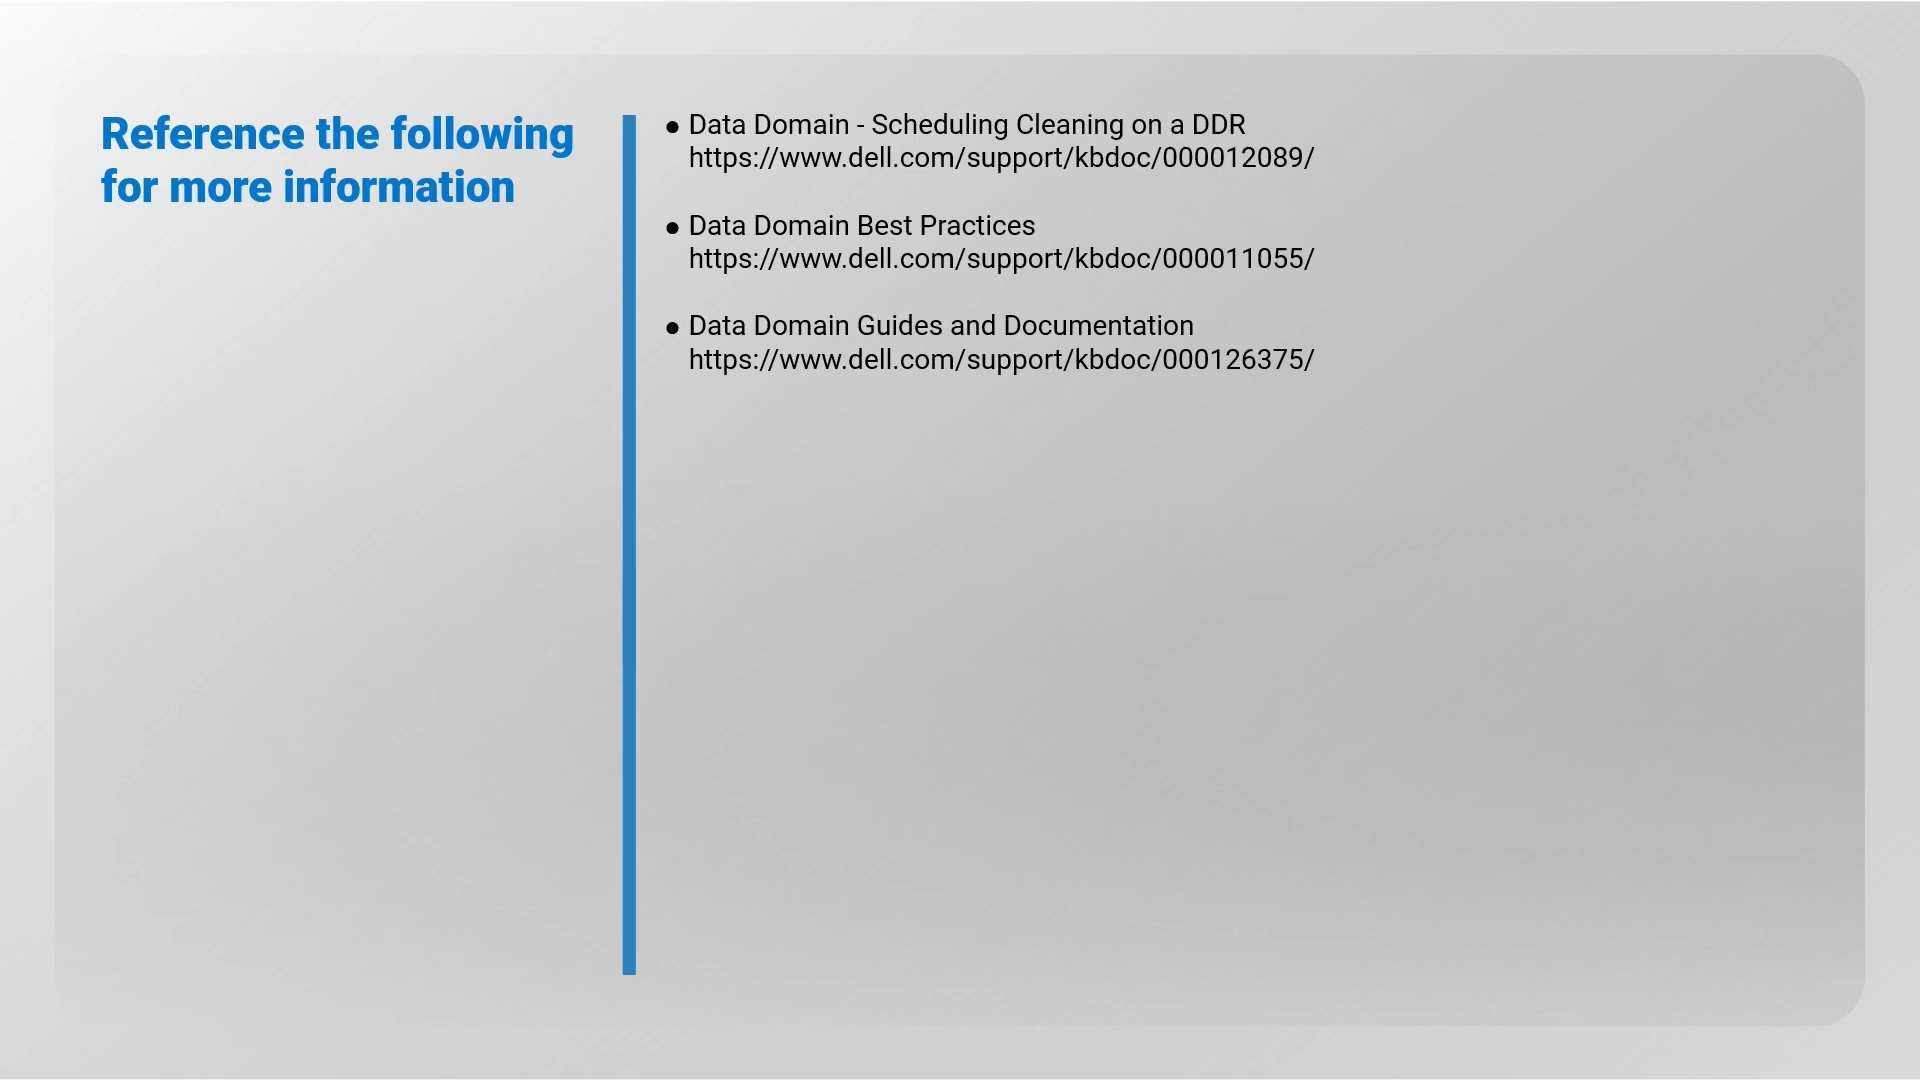 Reference the following
for more information
● Data Domain - Scheduling Cleaning on a DDR
https://www.dell.com/support/kbdoc/000012089/
● Data Domain Best Practices
https://www.dell.com/support/kbdoc/000011055/
● Data Domain Guides and Documentation
https://www.dell.com/support/kbdoc/000126375/